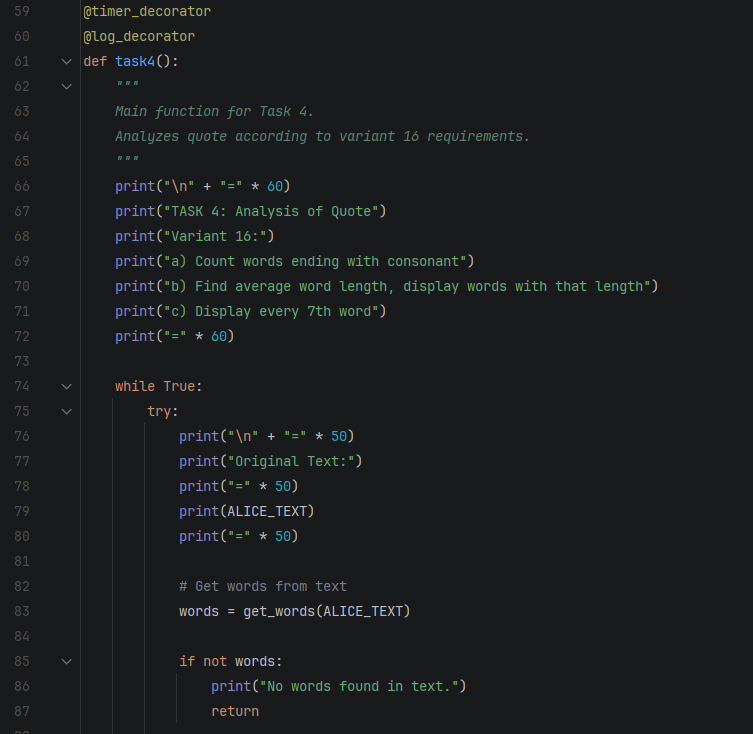 59 @timer_decorator
60 @log_decorator
61 def task4():
62     """
63     Main function for Task 4.
64     Analyzes quote according to variant 16 requirements.
65     """
66     print("\n" + "=" * 60)
67     print("TASK 4: Analysis of Quote")
68     print("Variant 16:")
69     print("a) Count words ending with consonant")
70     print("b) Find average word length, display words with that length")
71     print("c) Display every 7th word")
72     print("=" * 60)
73
74     while True:
75         try:
76             print("\n" + "=" * 50)
77             print("Original Text:")
78             print("=" * 50)
79             print(ALICE_TEXT)
80             print("=" * 50)
81
82             # Get words from text
83             words = get_words(ALICE_TEXT)
84
85             if not words:
86                 print("No words found in text.")
87                 return